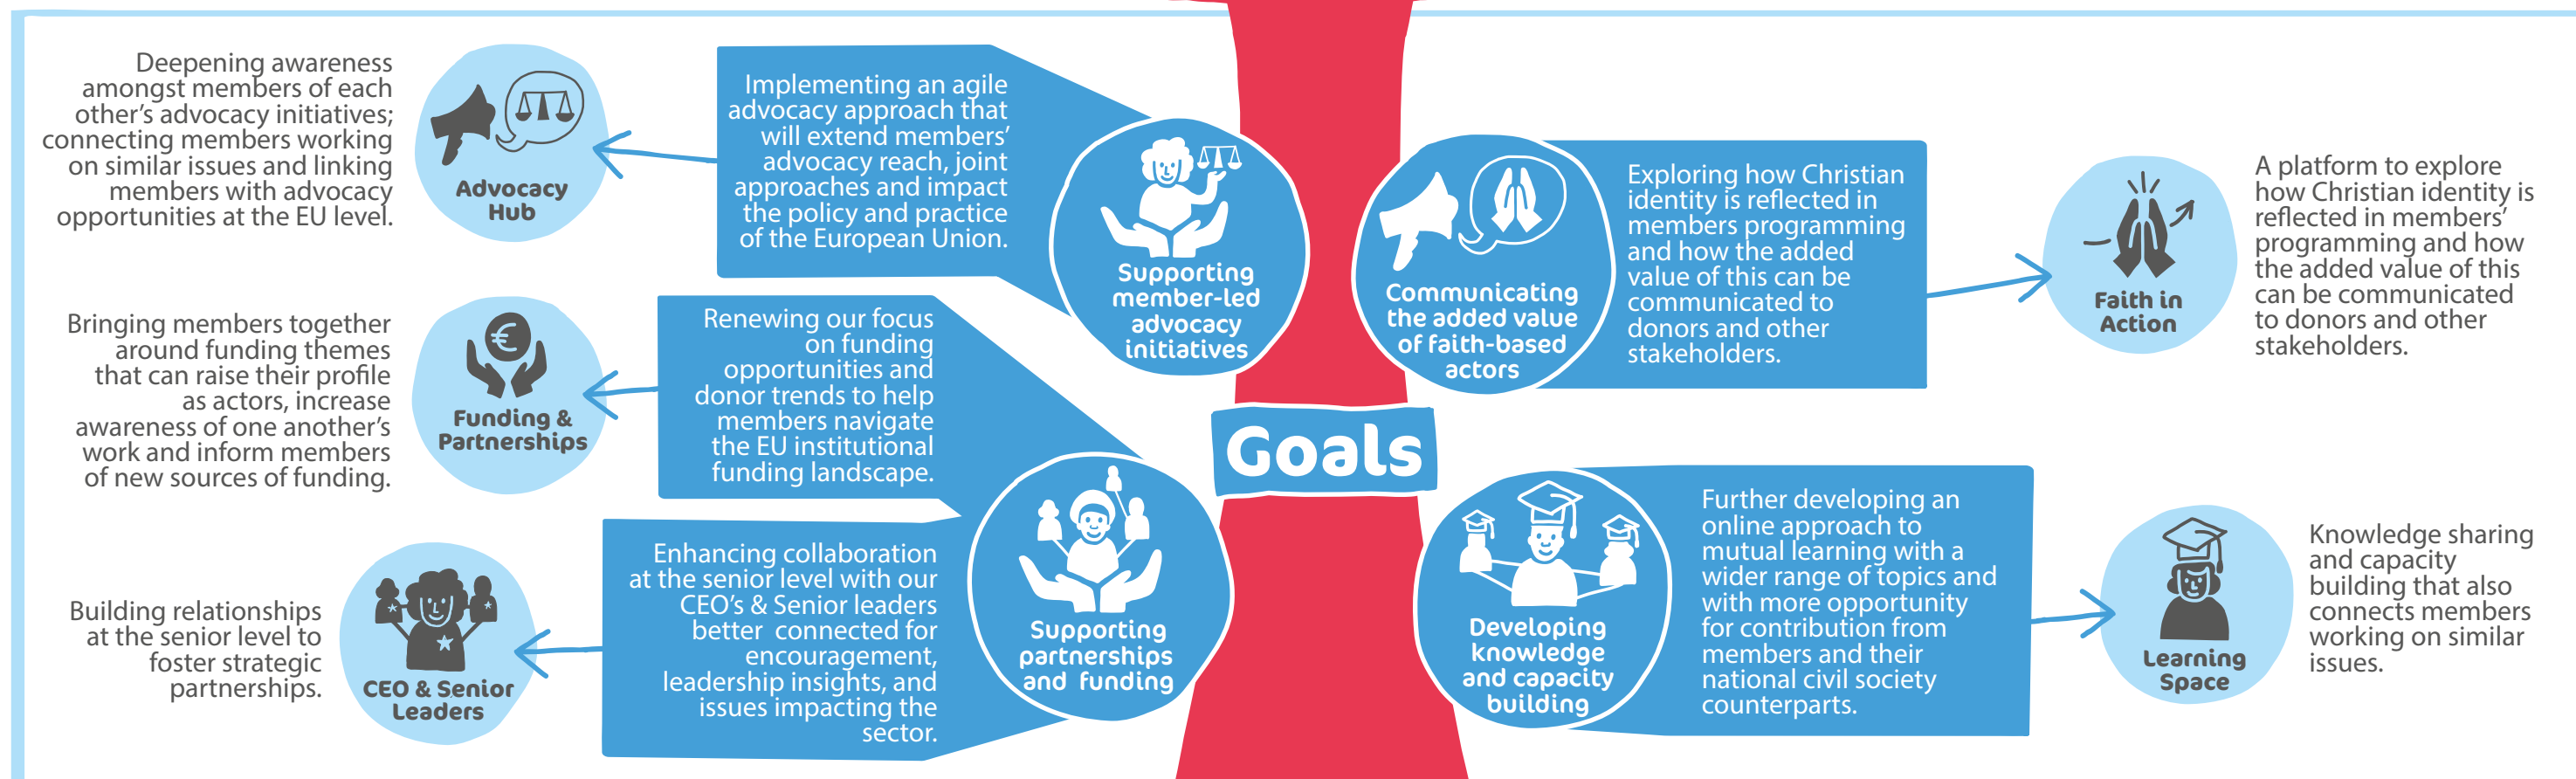 Deepening awareness
amongst members of each
other’s advocacy initiatives;
connecting members working
on similar issues and linking
members with advocacy
opportunities at the EU level.
Advocacy
Hub
Implementing an agile
advocacy approach that
will extend members’
advocacy reach, joint
approaches and impact
the policy and practice
of the European Union.
Supporting
member-led
advocacy
initiatives
Bringing members together
around funding themes
that can raise their profile
as actors, increase
awareness of one another’s
work and inform members
of new sources of funding.
€
Funding &
Partnerships
Renewing our focus
on funding
opportunities and
donor trends to help
members navigate
the EU institutional
funding landscape.
Building relationships
at the senior level to
foster strategic
partnerships.
CEO & Senior
Leaders
Enhancing collaboration
at the senior level with our
CEO’s & Senior leaders
better connected for
encouragement,
leadership insights, and
issues impacting the
sector.
Supporting
partnerships
and funding
Goals
Communicating
the added value
of faith-based
actors
Exploring how Christian
identity is reflected in
members programming
and how the added
value of this can be
communicated to
donors and other
stakeholders.
Faith in
Action
A platform to explore
how Christian identity is
reflected in members’
programming and how
the added value of this
can be communicated
to donors and other
stakeholders.
Developing
knowledge
and capacity
building
Further developing an
online approach to
mutual learning with a
wider range of topics and
with more opportunity
for contribution from
members and their
national civil society
counterparts.
Learning
Space
Knowledge sharing
and capacity
building that also
connects members
working on similar
issues.